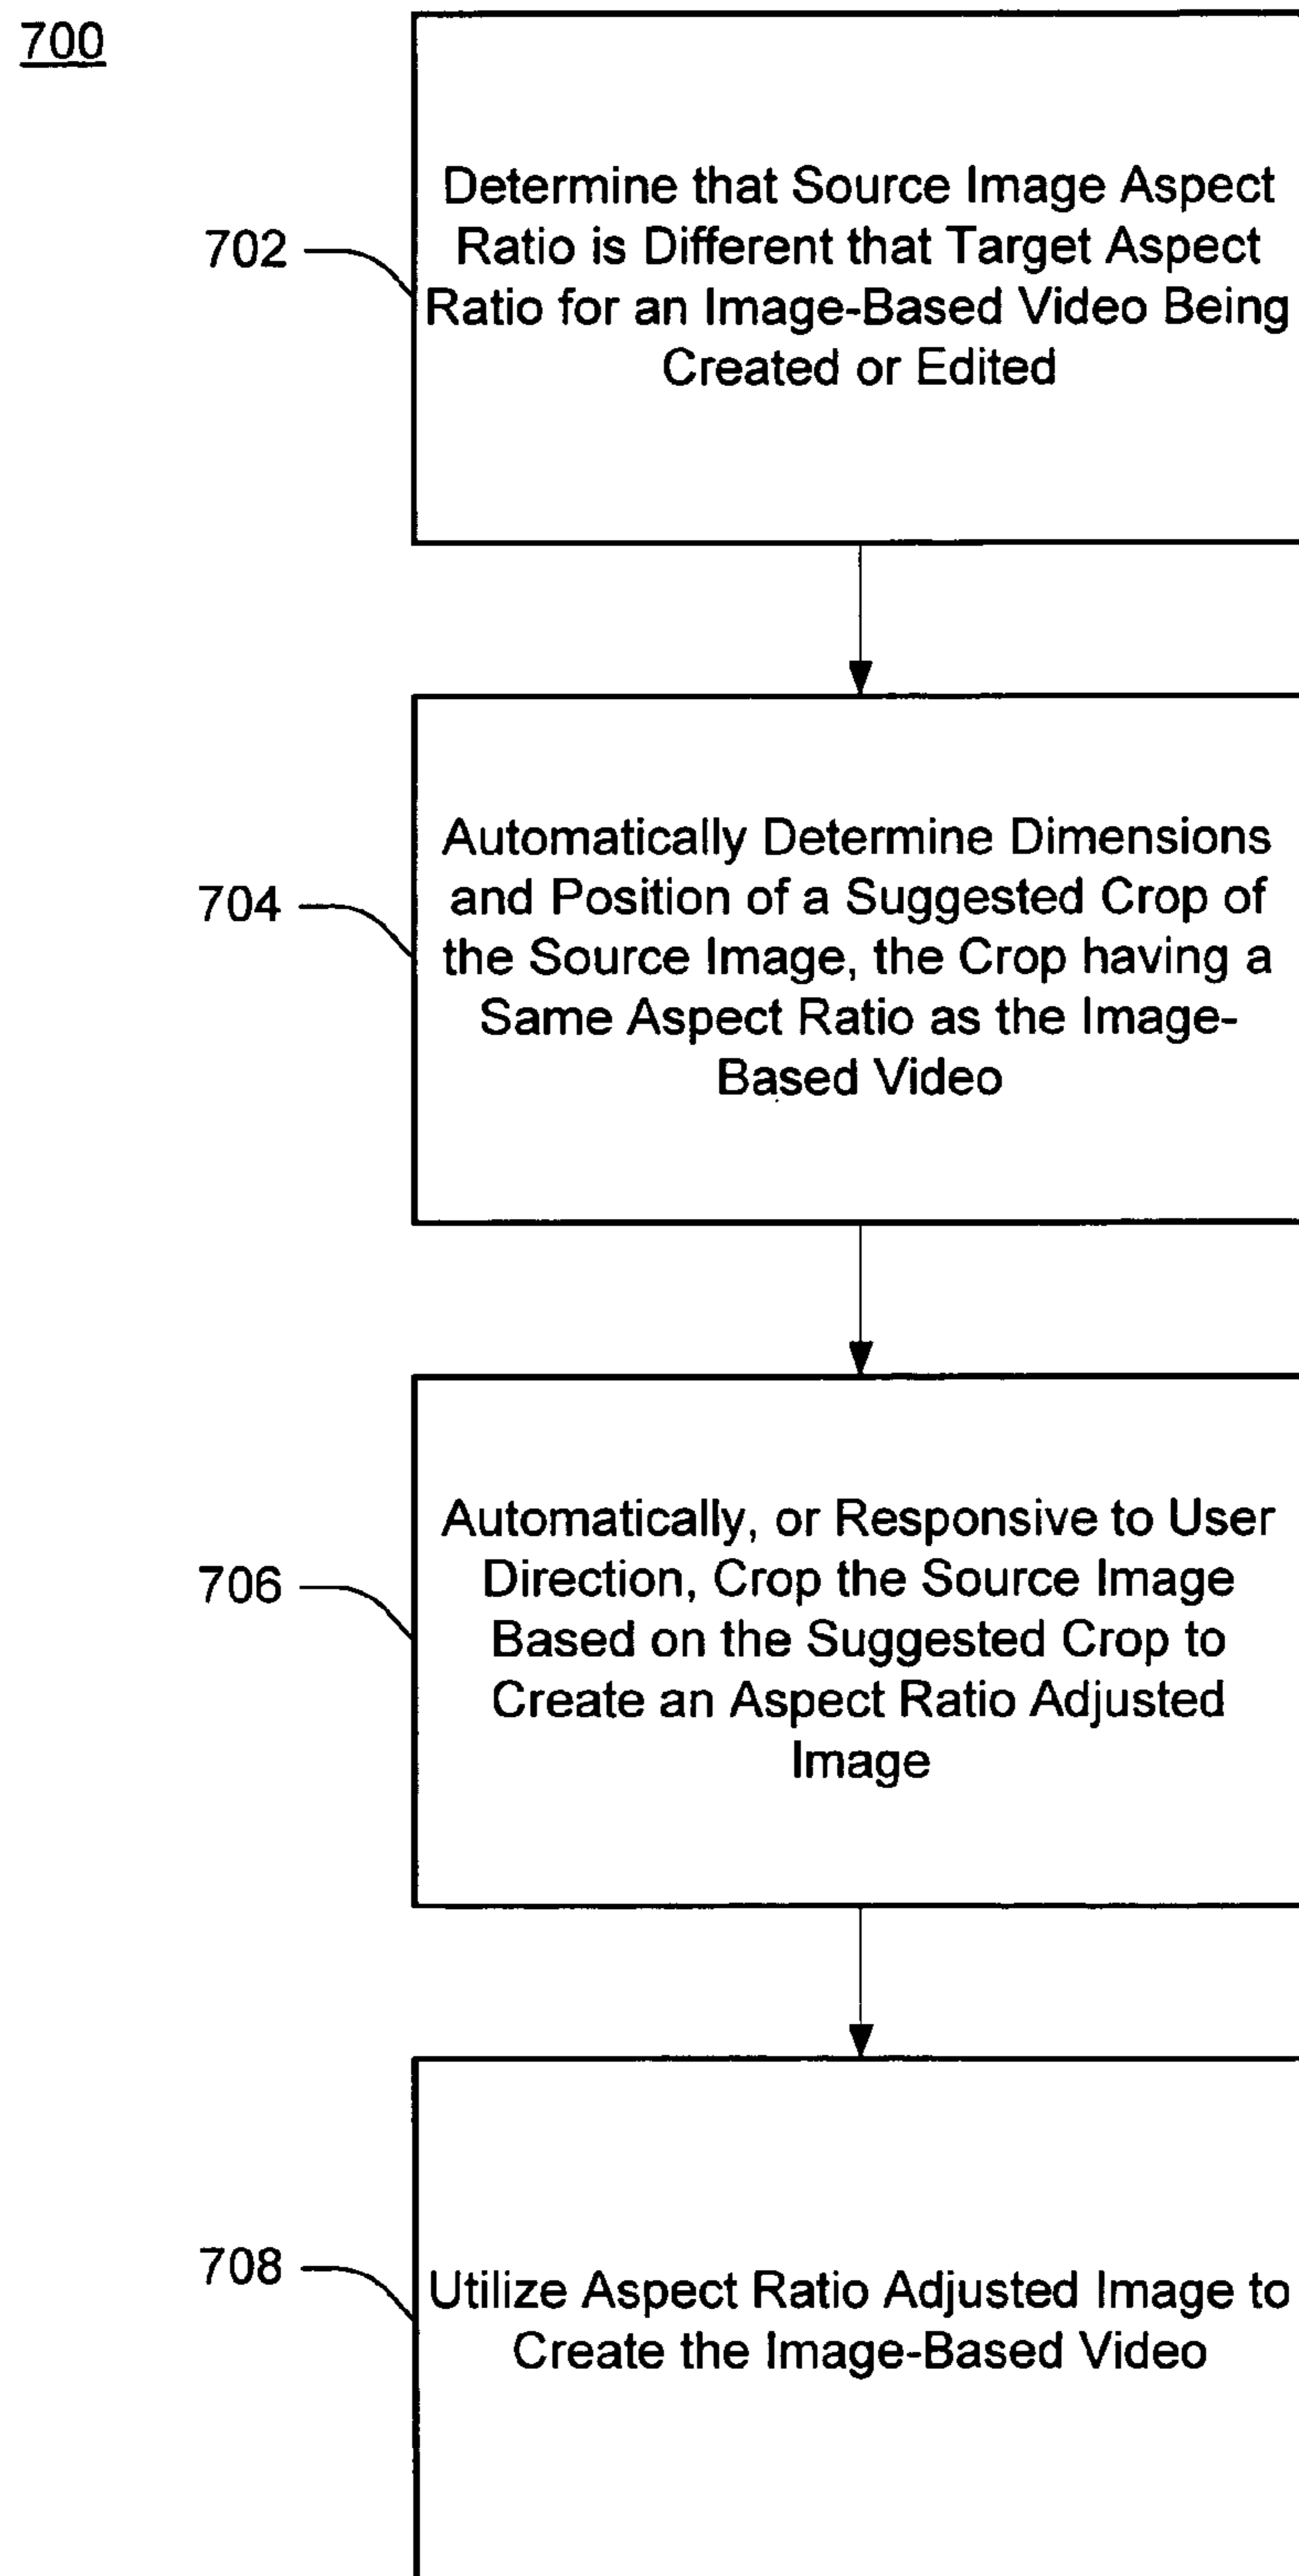 700
702
Determine that Source Image Aspect
Ratio is Different that Target Aspect
Ratio for an Image-Based Video Being
Created or Edited
704
Automatically Determine Dimensions
and Position of a Suggested Crop of
the Source Image, the Crop having a
Same Aspect Ratio as the Image-
Based Video
706
Automatically, or Responsive to User
Direction, Crop the Source Image
Based on the Suggested Crop to
Create an Aspect Ratio Adjusted
Image
708
Utilize Aspect Ratio Adjusted Image to
Create the Image-Based Video